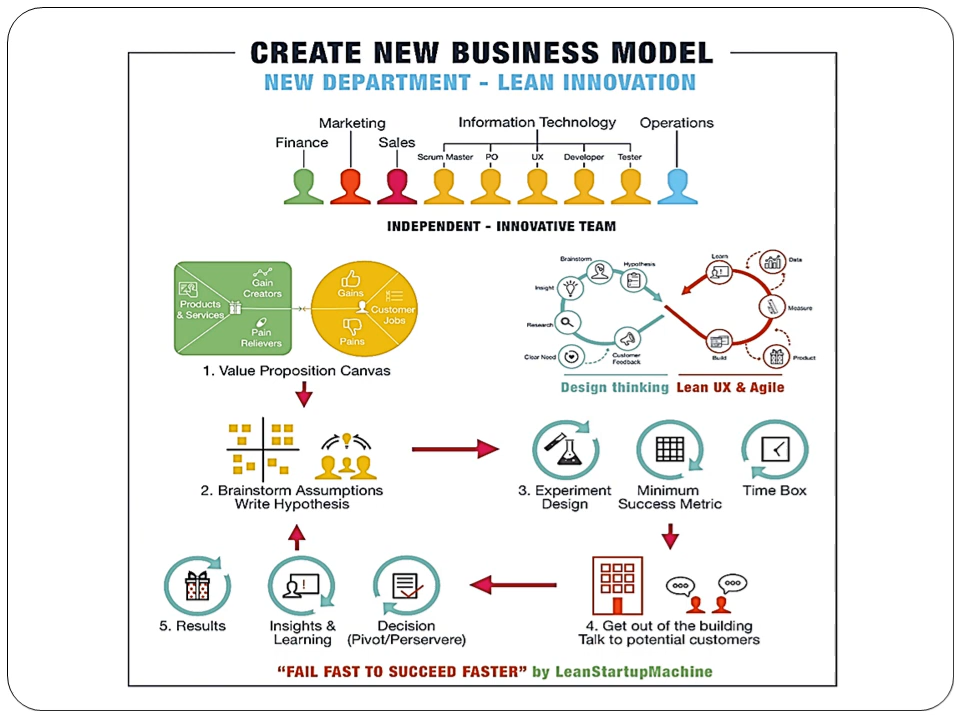 CREATE NEW BUSINESS MODEL
NEW DEPARTMENT - LEAN INNOVATION
Marketing
Information Technology
Operations
Finance
Sales
Scrum Master
PO
UX
Developer
Tester
INDEPENDENT - INNOVATIVE TEAM
Products
& Services
Gain
Creators
Pain
Relievers
Gains
Customer
Jobs
Pains
1. Value Proposition Canvas
Brainstorm
Hypothesis
Insight
Research
Clear Need
Customer
Feedback
Learn
Data
Measure
Build
Product
Design thinking
Lean UX & Agile
2. Brainstorm Assumptions
Write Hypothesis
3. Experiment
Design
Minimum
Success Metric
Time Box
4. Get out of the building
Talk to potential customers
5. Results
Insights &
Learning
Decision
(Pivot/Perservere)
"FAIL FAST TO SUCCEED FASTER" by LeanStartupMachine